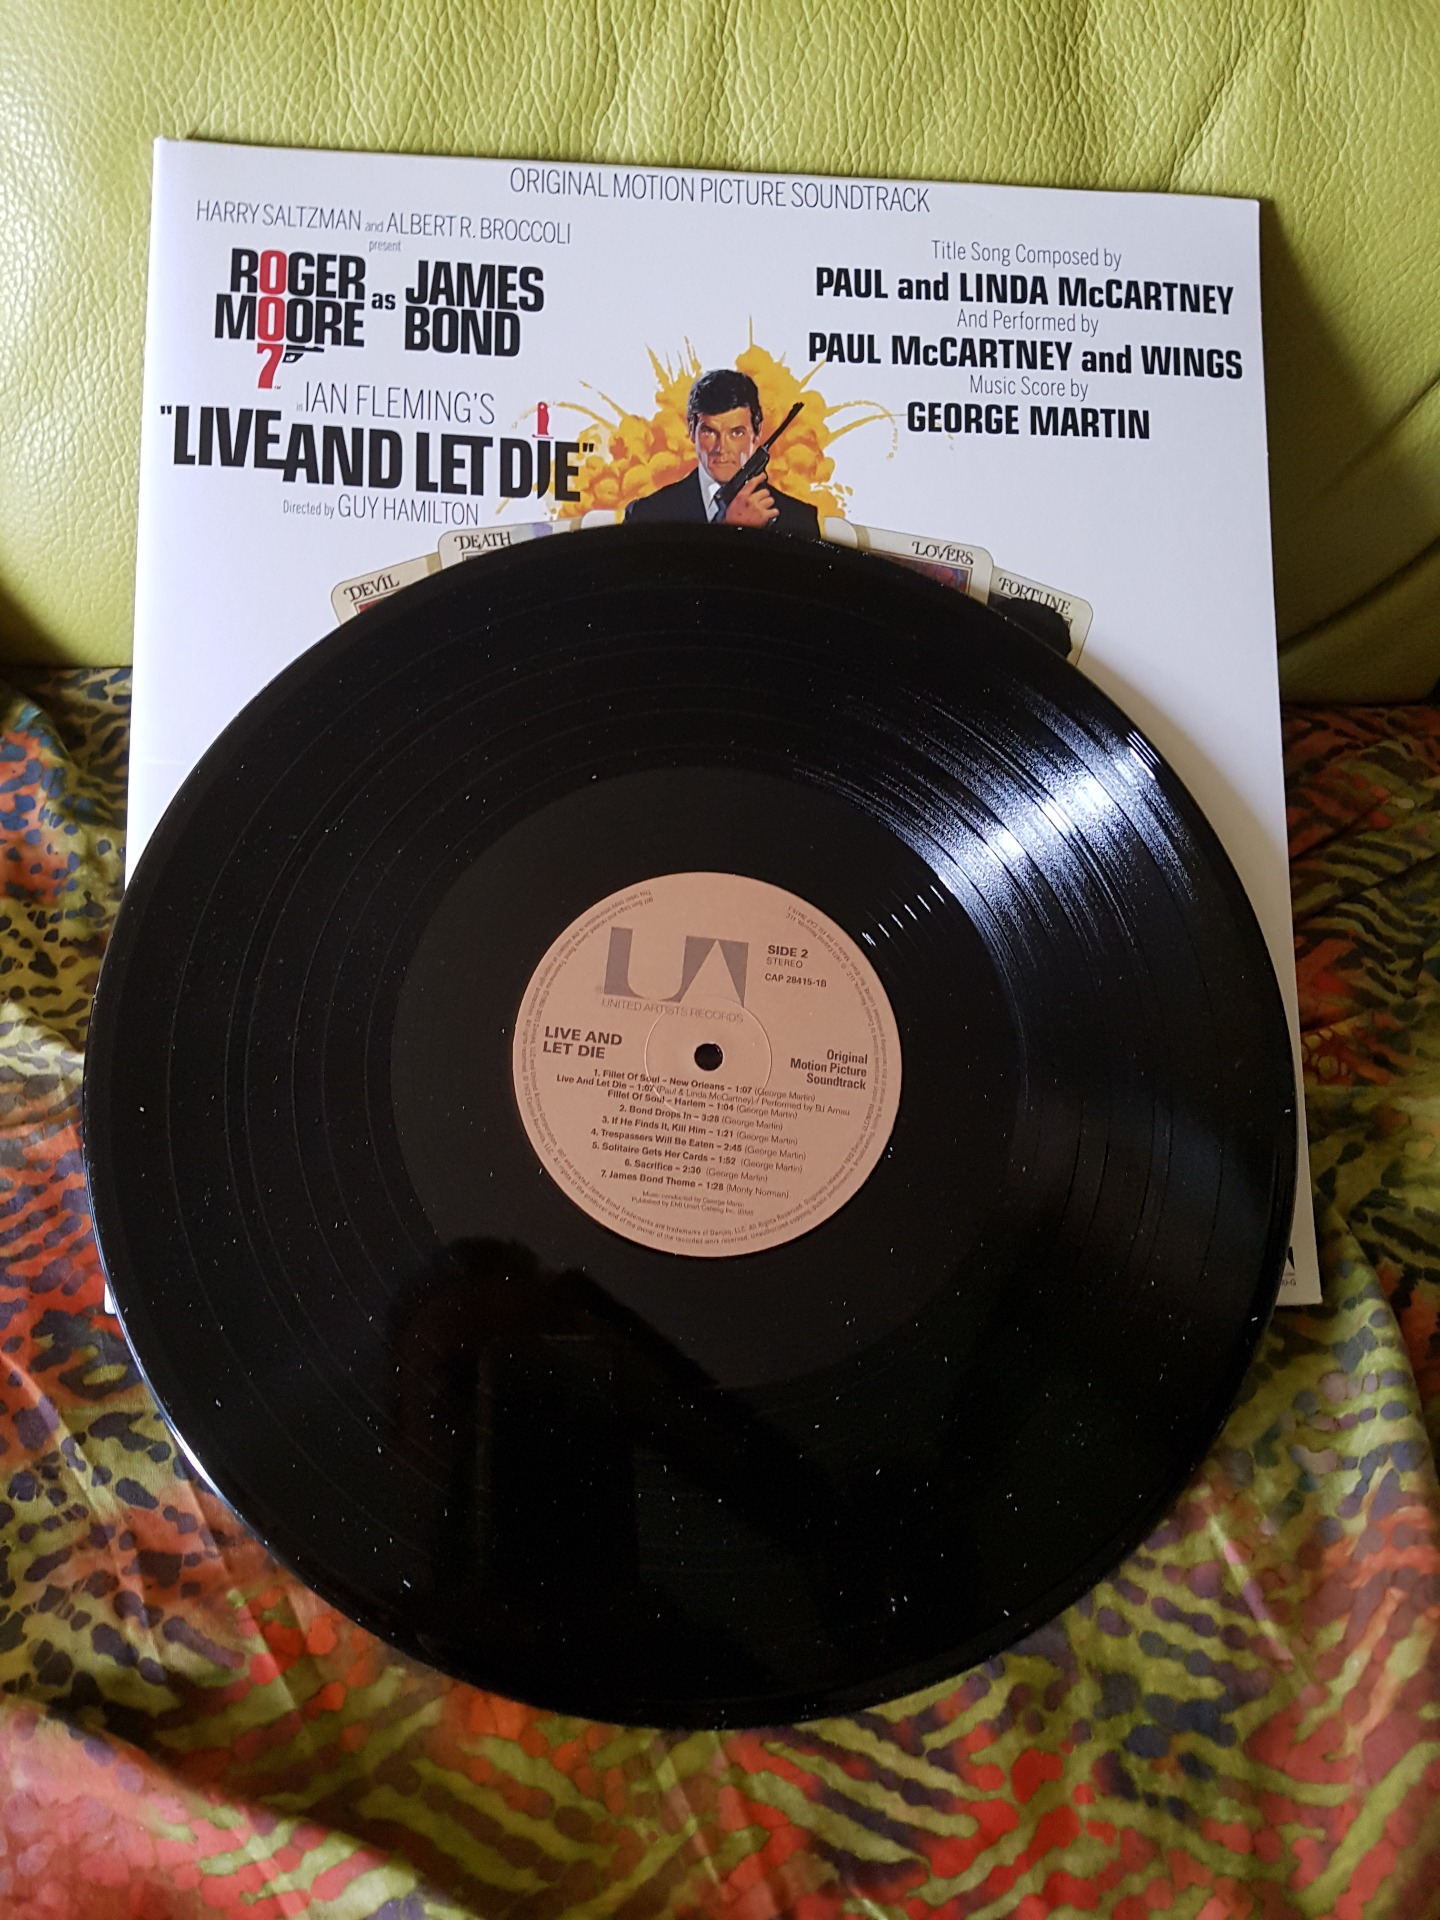 ORIGINAL MOTION PICTURE SOUNDTRACK
HARRY SALTZMAN and ALBERT R. BROCCOLI
present
ROGER MOORE as JAMES BOND
007
in IAN FLEMING'S
"LIVE AND LET DIE"
Directed by GUY HAMILTON
Title Song Composed by
PAUL and LINDA McCARTNEY
And Performed by
PAUL McCARTNEY and WINGS
Music Score by
GEORGE MARTIN
DEVIL
DEATH
LOVERS
FORTUNE
UA
UNITED ARTISTS RECORDS
SIDE 2
STEREO
CAP 28415-1B
LIVE AND
LET DIE
Original
Motion Picture
Soundtrack
1. Fillet Of Soul – New Orleans – 1:07 (George Martin)
Live And Let Die – 1:07 (Paul & Linda McCartney) / Performed by BJ Arnau
Fillet Of Soul – Harlem – 1:04 (George Martin)
2. Bond Drops In – 3:28 (George Martin)
3. If He Finds It, Kill Him – 1:21 (George Martin)
4. Trespassers Will Be Eaten – 2:45 (George Martin)
5. Solitaire Gets Her Cards – 1:52 (George Martin)
6. Sacrifice – 2:30 (George Martin)
7. James Bond Theme – 1:28 (Monty Norman)
Music conducted by George Martin